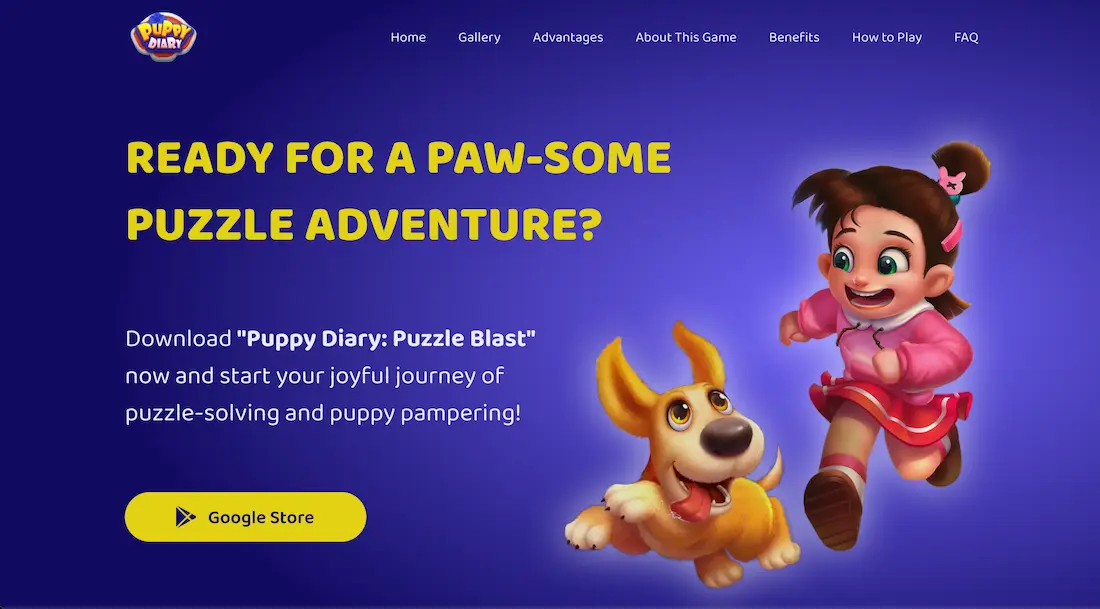 PUPPY
DIARY
Home Gallery Advantages About This Game Benefits How to Play FAQ
READY FOR A PAW-SOME
PUZZLE ADVENTURE?
Download "Puppy Diary: Puzzle Blast"
now and start your joyful journey of
puzzle-solving and puppy pampering!
Google Store